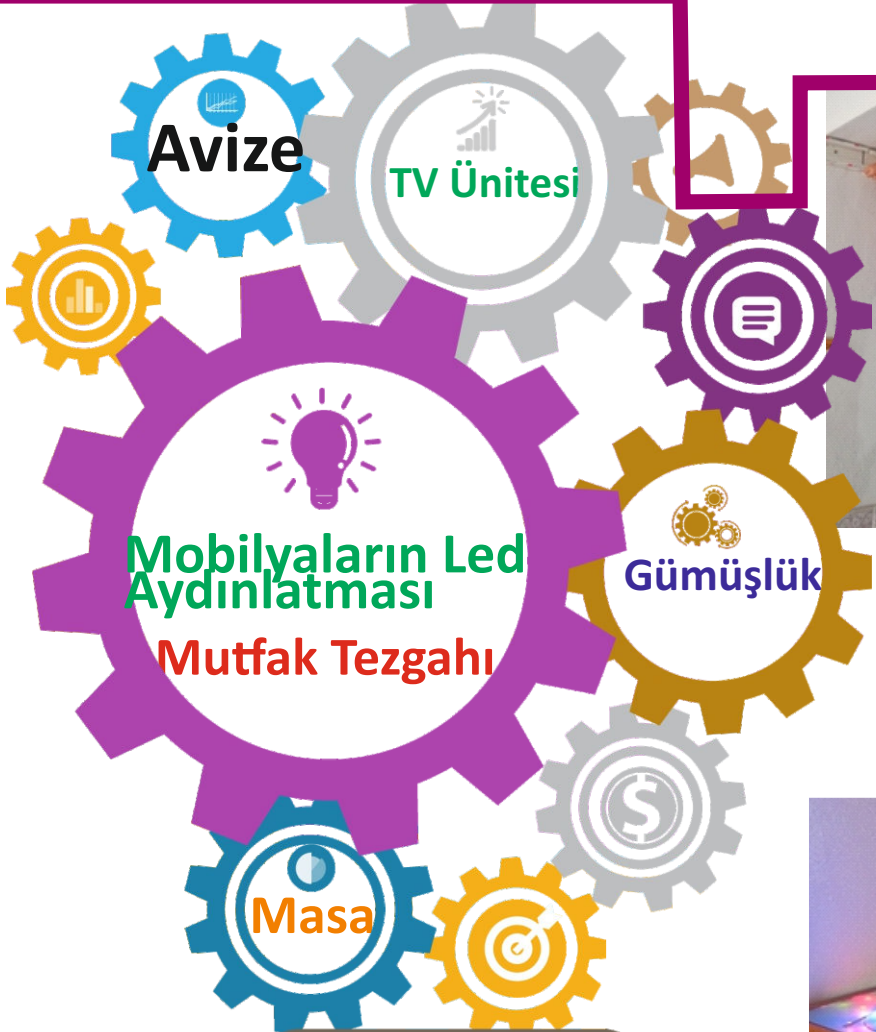 Avize
TV Ünitesi
Mobilyaların Led
Aydınlatması
Mutfak Tezgahı
Gümüşlük
$
Masa